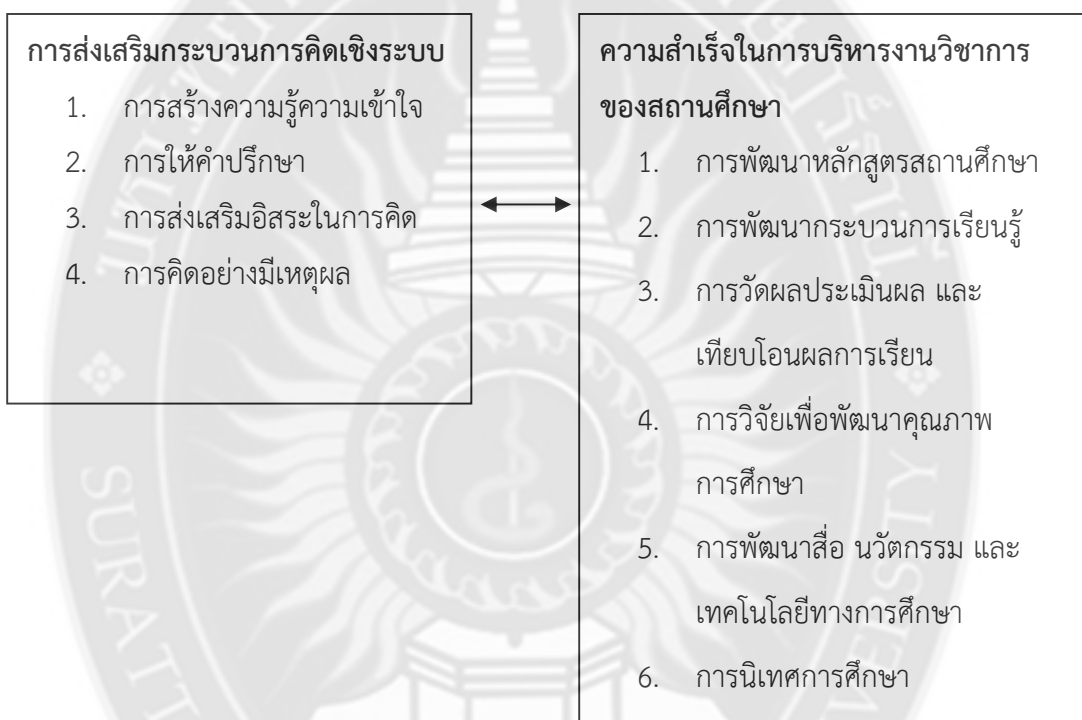 การส่งเสริมกระบวนการคิดเชิงระบบ
1. การสร้างความรู้ความเข้าใจ
2. การให้คำปรึกษา
3. การส่งเสริมอิสระในการคิด
4. การคิดอย่างมีเหตุผล
ความสำเร็จในการบริหารงานวิชาการ
ของสถานศึกษา
1. การพัฒนาหลักสูตรสถานศึกษา
2. การพัฒนากระบวนการเรียนรู้
3. การวัดผลประเมินผล และ
เทียบโอนผลการเรียน
4. การวิจัยเพื่อพัฒนาคุณภาพ
การศึกษา
5. การพัฒนาสื่อ นวัตกรรม และ
เทคโนโลยีทางการศึกษา
6. การนิเทศการศึกษา